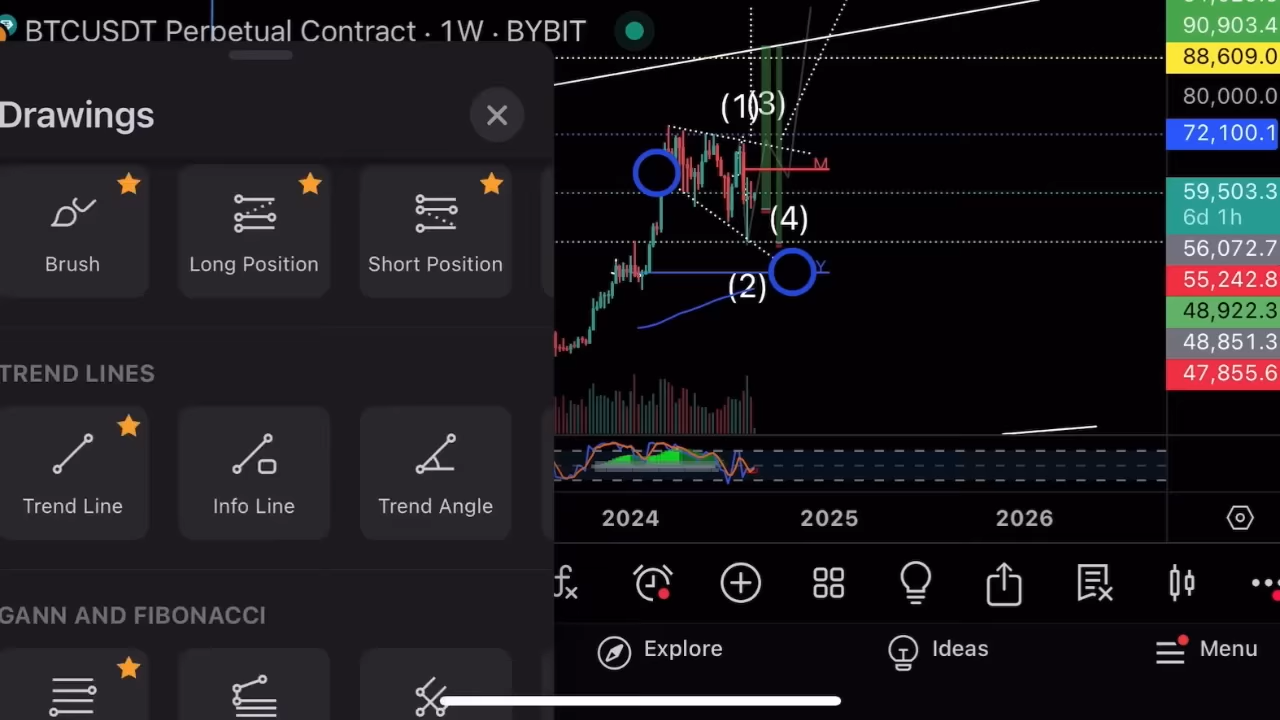 BTCUSDT Perpetual Contract · 1W · BYBIT
Drawings
Brush
Long Position
Short Position
TREND LINES
Trend Line
Info Line
Trend Angle
GANN AND FIBONACCI
(1)
(3)
M
(4)
Y
(2)
90,903.4
88,609.0
80,000.0
72,100.1
59,503.3
6d 1h
56,072.7
55,242.8
48,922.3
48,851.3
47,855.6
2024
2025
2026
Explore
Ideas
Menu